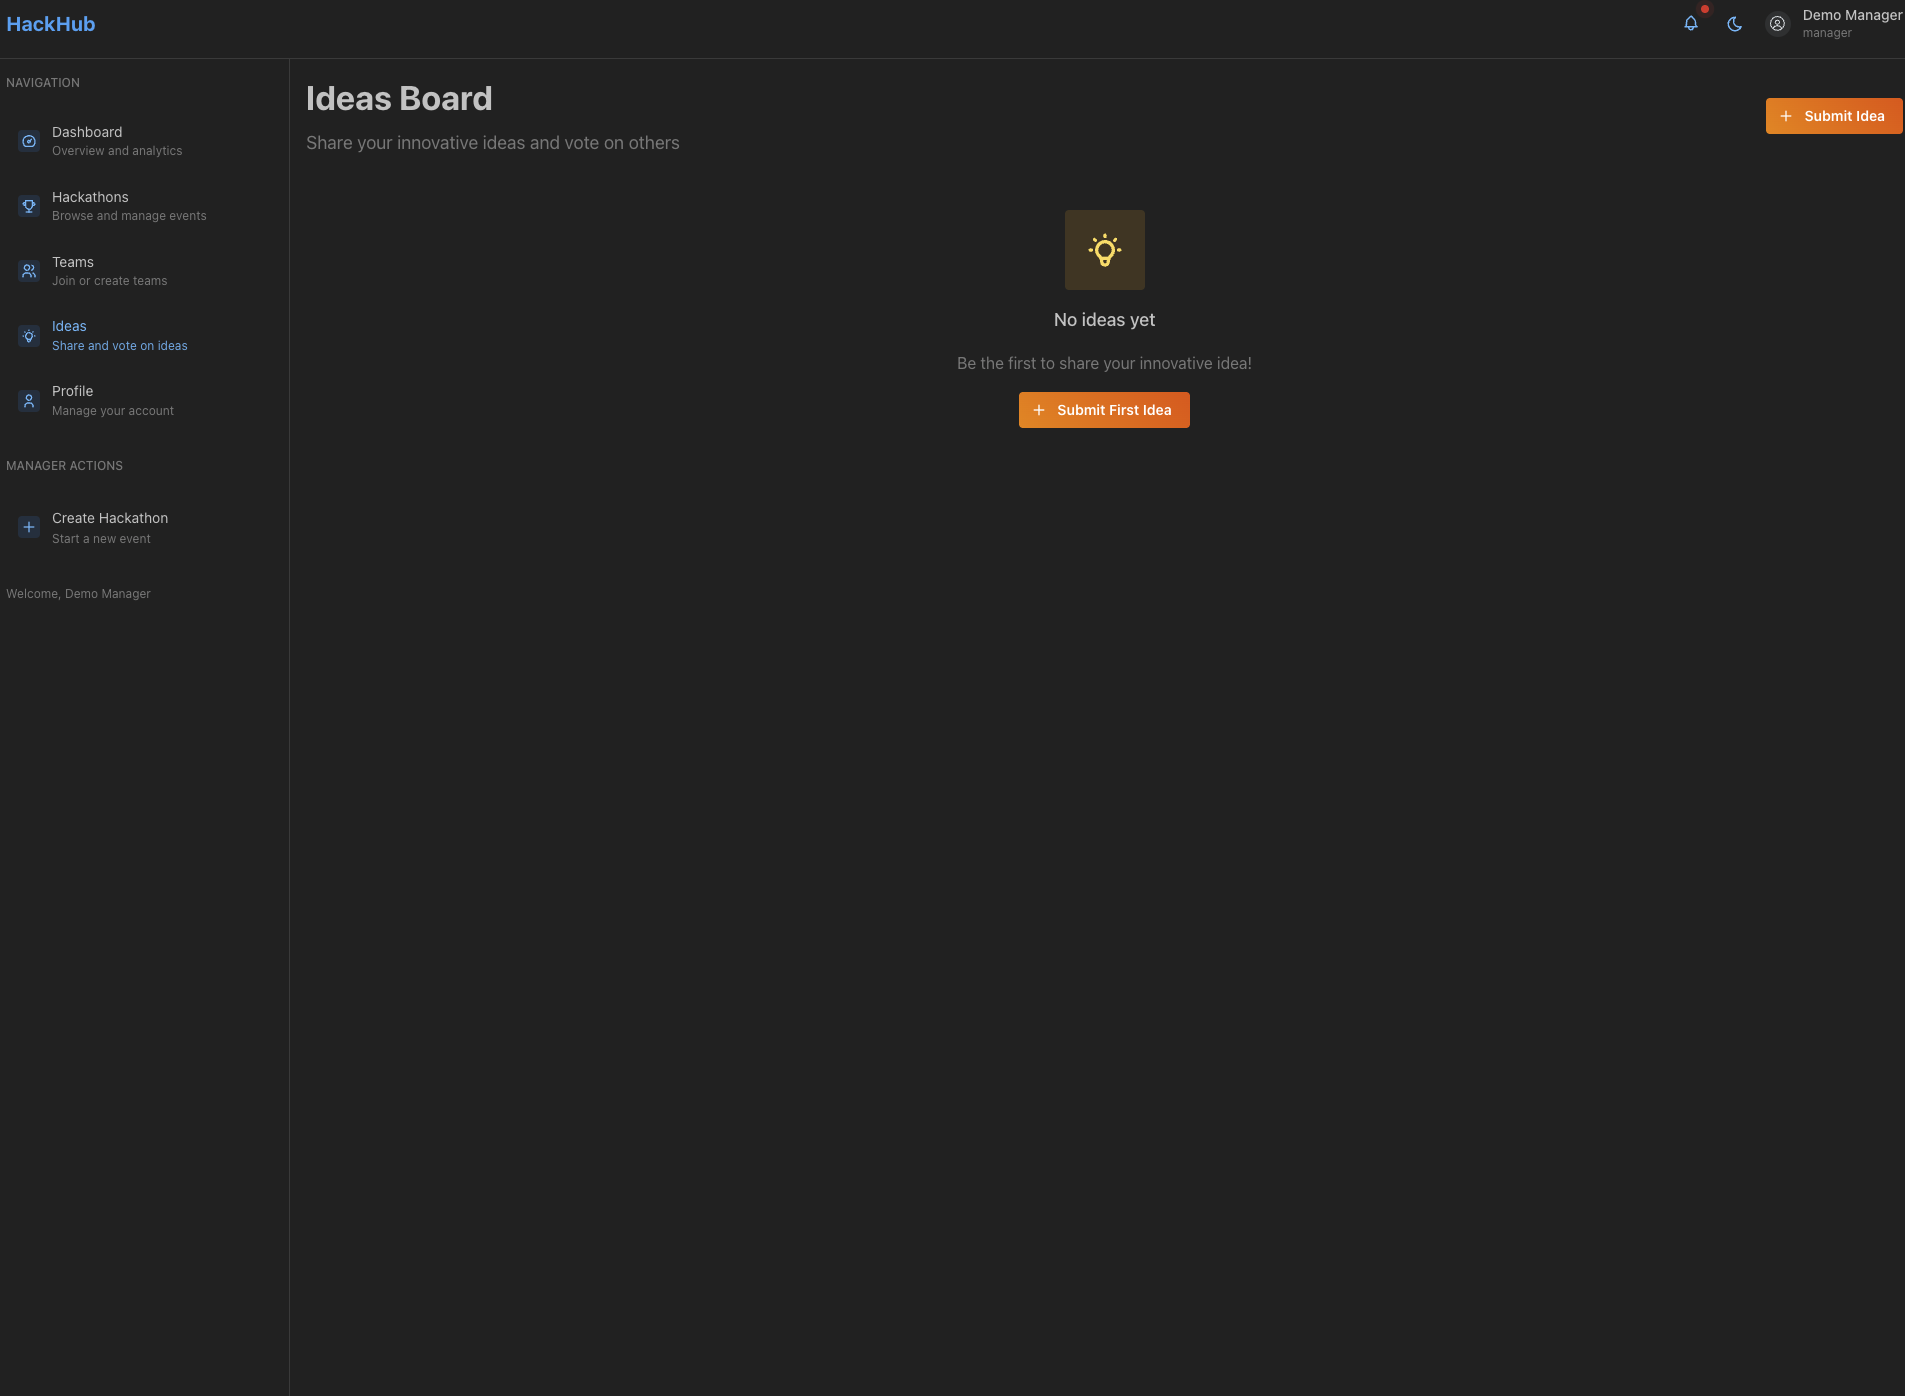 HackHub
Demo Manager
manager
NAVIGATION
Dashboard
Overview and analytics
Hackathons
Browse and manage events
Teams
Join or create teams
Ideas
Share and vote on ideas
Profile
Manage your account
MANAGER ACTIONS
Create Hackathon
Start a new event
Welcome, Demo Manager
Ideas Board
Share your innovative ideas and vote on others
Submit Idea
No ideas yet
Be the first to share your innovative idea!
Submit First Idea